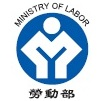 MINISTRY OF LABOR
勞動部